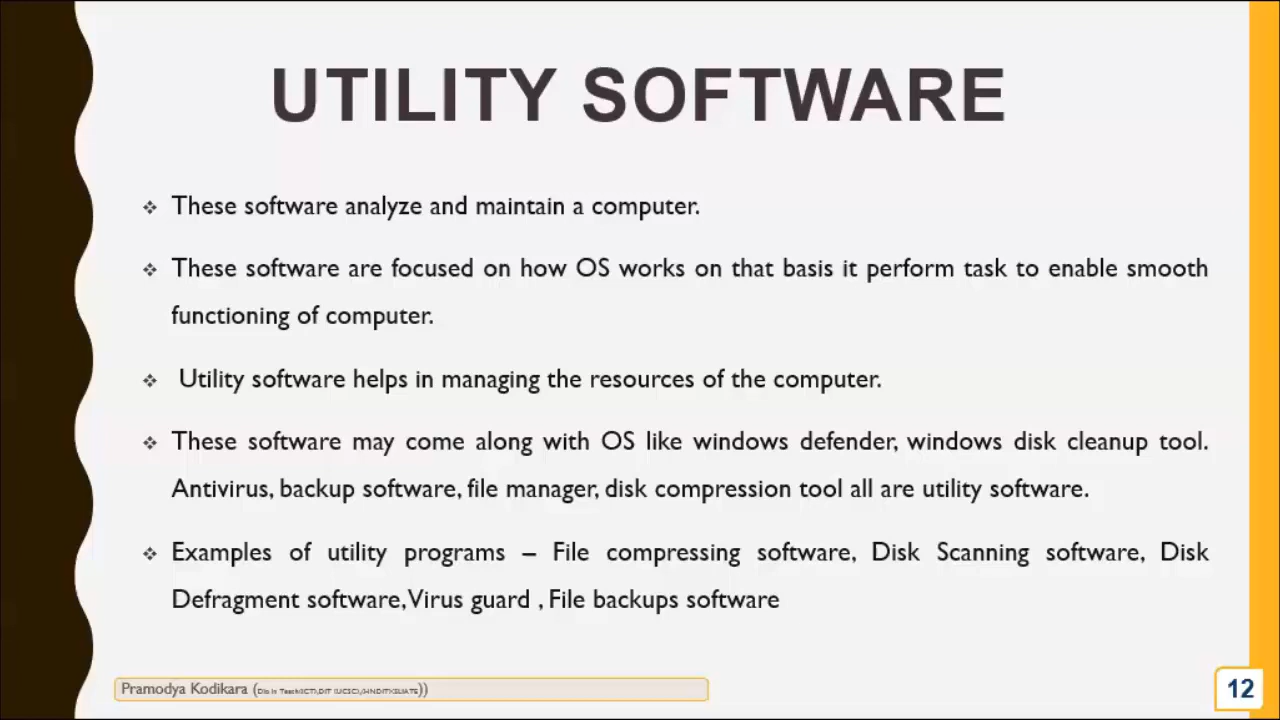 UTILITY SOFTWARE
These software analyze and maintain a computer.
These software are focused on how OS works on that basis it perform task to enable smooth
functioning of computer.
Utility software helps in managing the resources of the computer.
These software may come along with OS like windows defender, windows disk cleanup tool.
Antivirus, backup software, file manager, disk compression tool all are utility software.
Examples of utility programs – File compressing software, Disk Scanning software, Disk
Defragment software, Virus guard , File backups software
Pramodya Kodikara
12